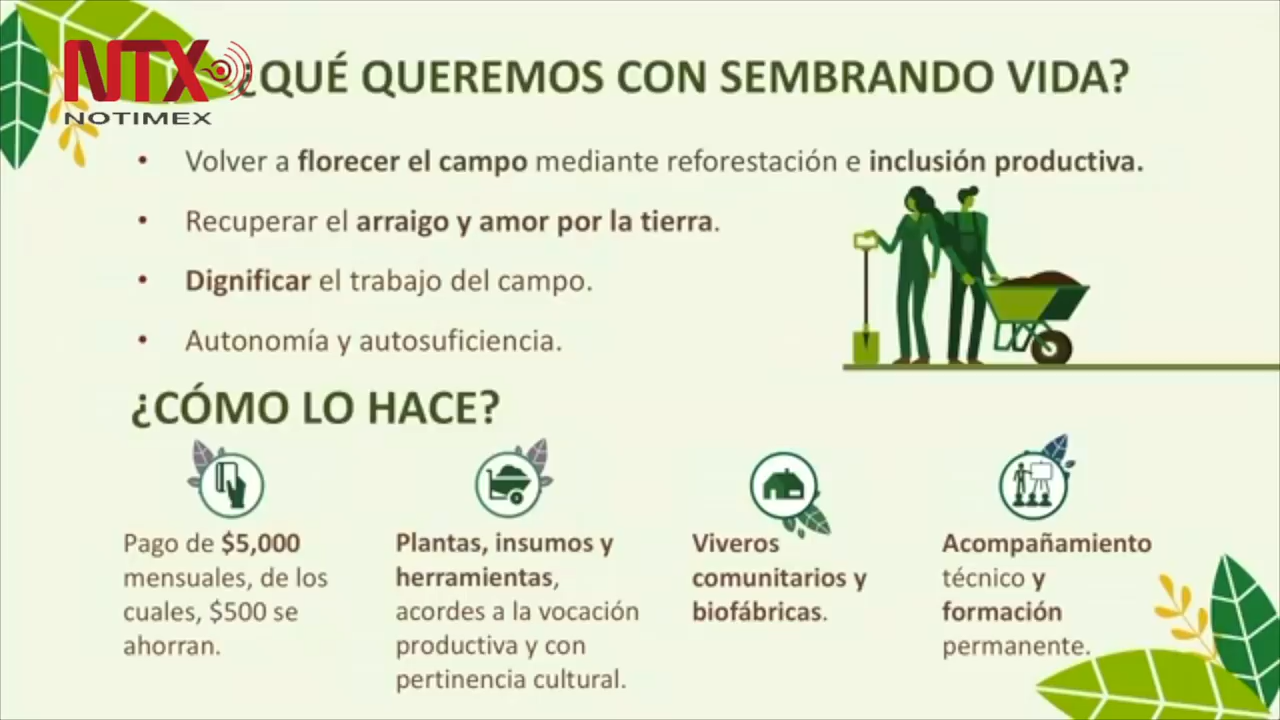 NTX
NOTIMEX
¿QUÉ QUEREMOS CON SEMBRANDO VIDA?
• Volver a florecer el campo mediante reforestación e inclusión productiva.
• Recuperar el arraigo y amor por la tierra.
• Dignificar el trabajo del campo.
• Autonomía y autosuficiencia.
¿CÓMO LO HACE?
Pago de $5,000
mensuales, de los
cuales, $500 se
ahorran.
Plantas, insumos y
herramientas,
acordes a la vocación
productiva y con
pertinencia cultural.
Viveros
comunitarios y
biofábricas.
Acompañamiento
técnico y
formación
permanente.